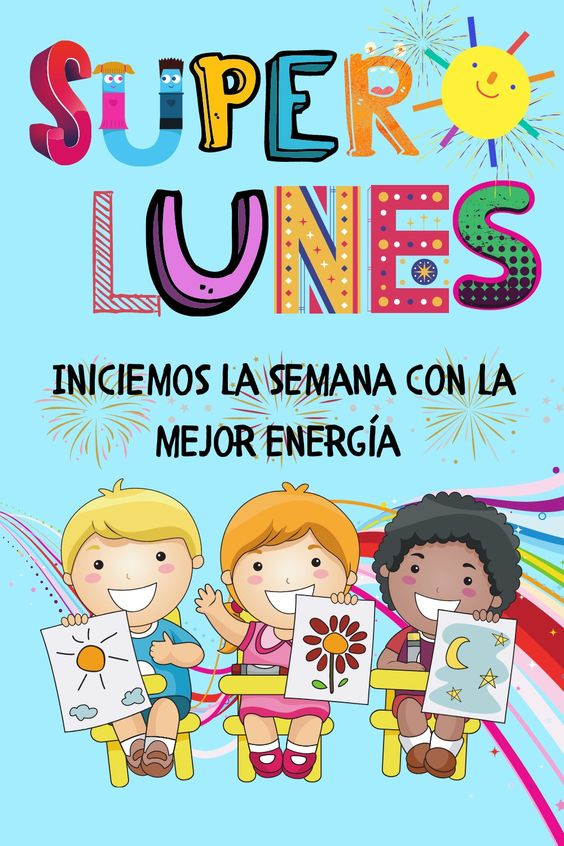 SUPER
LUNES
INICIEMOS LA SEMANA CON LA
MEJOR ENERGÍA